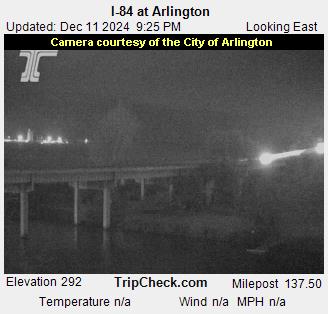 I-84 at Arlington
Updated: Dec 11 2024 9:25 PM Looking East
Camera courtesy of the City of Arlington
Elevation 292 TripCheck.com Milepost 137.50
Temperature n/a Wind n/a MPH n/a